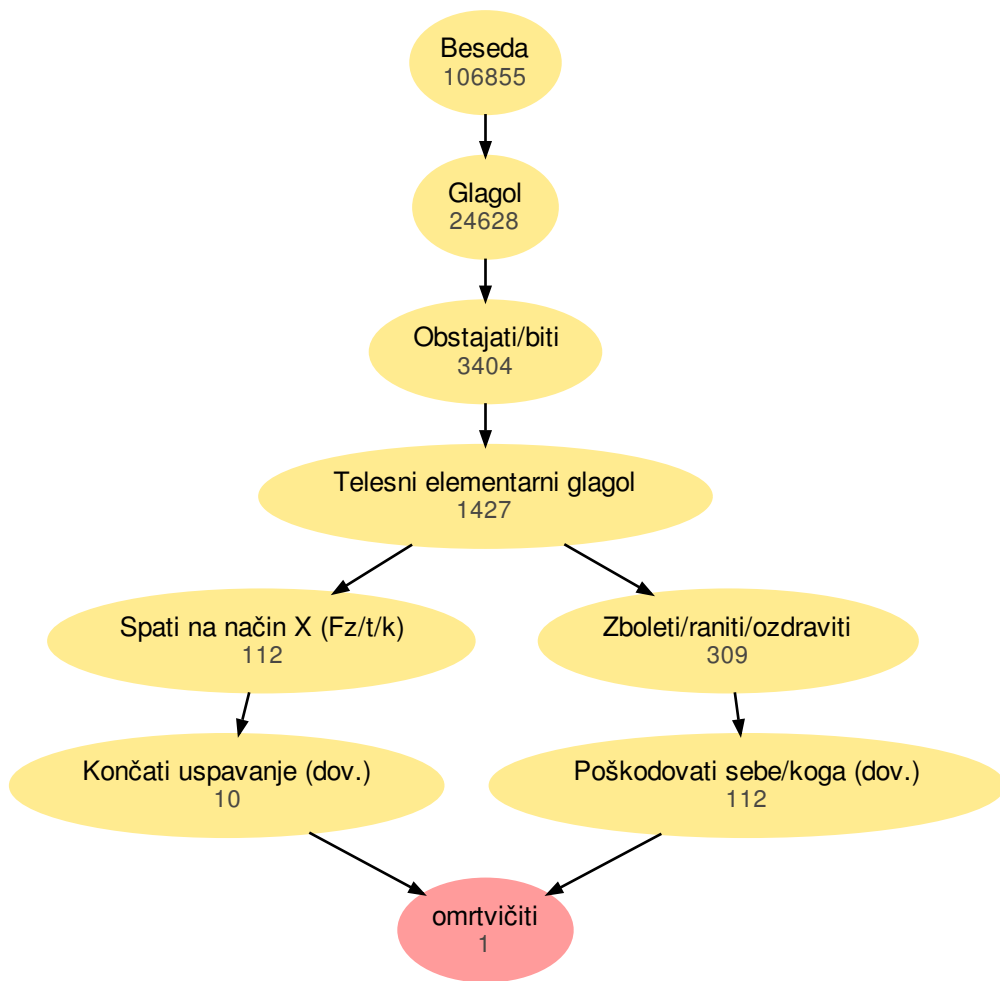 Beseda
106855
Glagol
24628
Obstajati/biti
3404
Telesni elementarni glagol
1427
Spati na način X (Fz/t/k)
112
Zboleti/raniti/ozdraviti
309
Končati uspavanje (dov.)
10
Poškodovati sebe/koga (dov.)
112
omrtvičiti
1